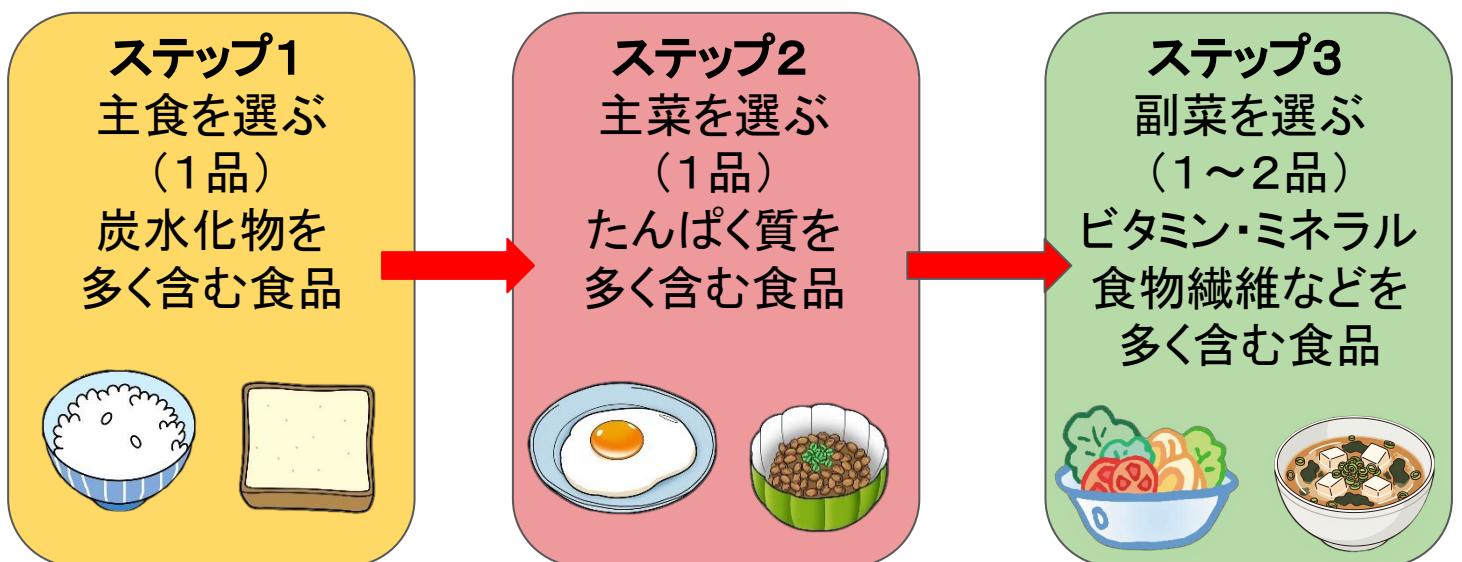 ステップ1
主食を選ぶ
（１品）
炭水化物を
多く含む食品
ステップ2
主菜を選ぶ
（１品）
たんぱく質を
多く含む食品
ステップ3
副菜を選ぶ
（１～２品）
ビタミン・ミネラル
食物繊維などを
多く含む食品